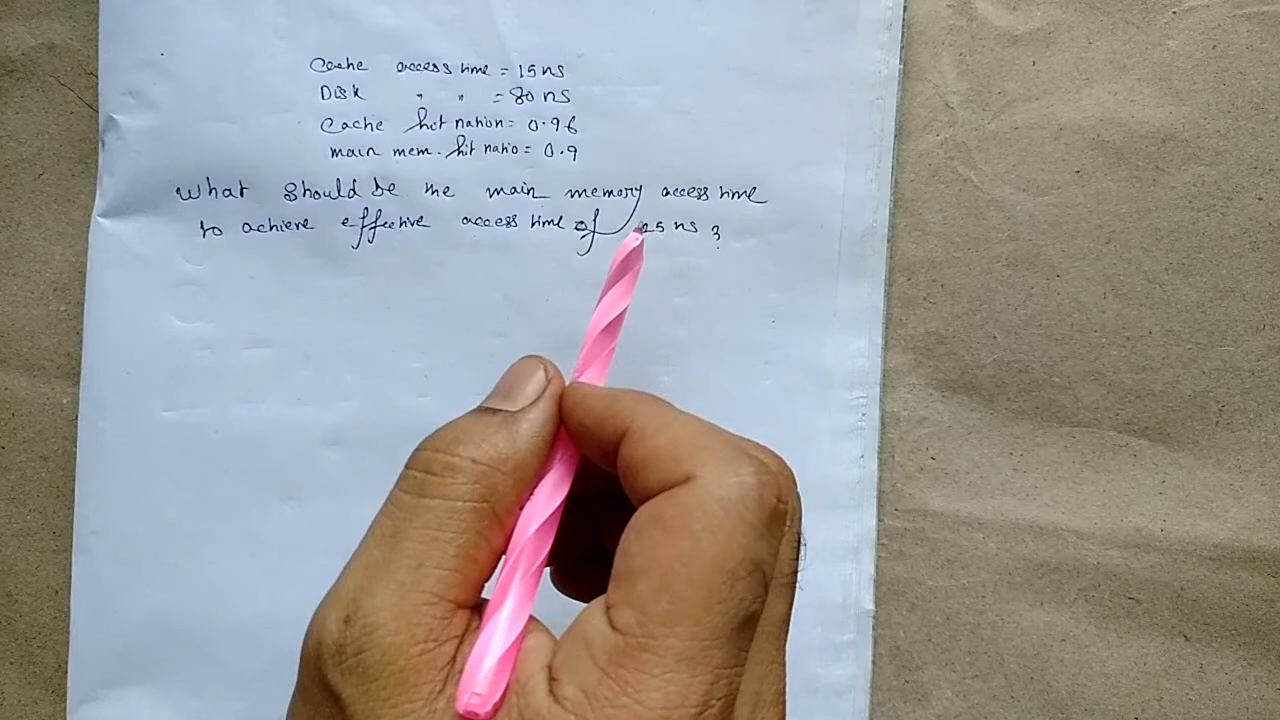 Cache access time = 15 ns
Disk " " = 80 ns
Cache hit nation = 0.96
main mem. hit ratio = 0.9
What should be the main memory access time
to achieve effective access time of 25 ns ?